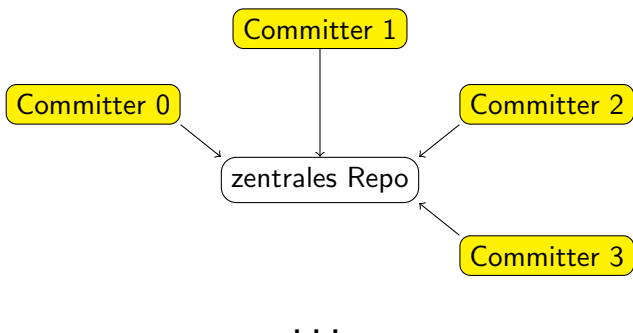 Committer 1
Committer 0
Committer 2
zentrales Repo
Committer 3
...